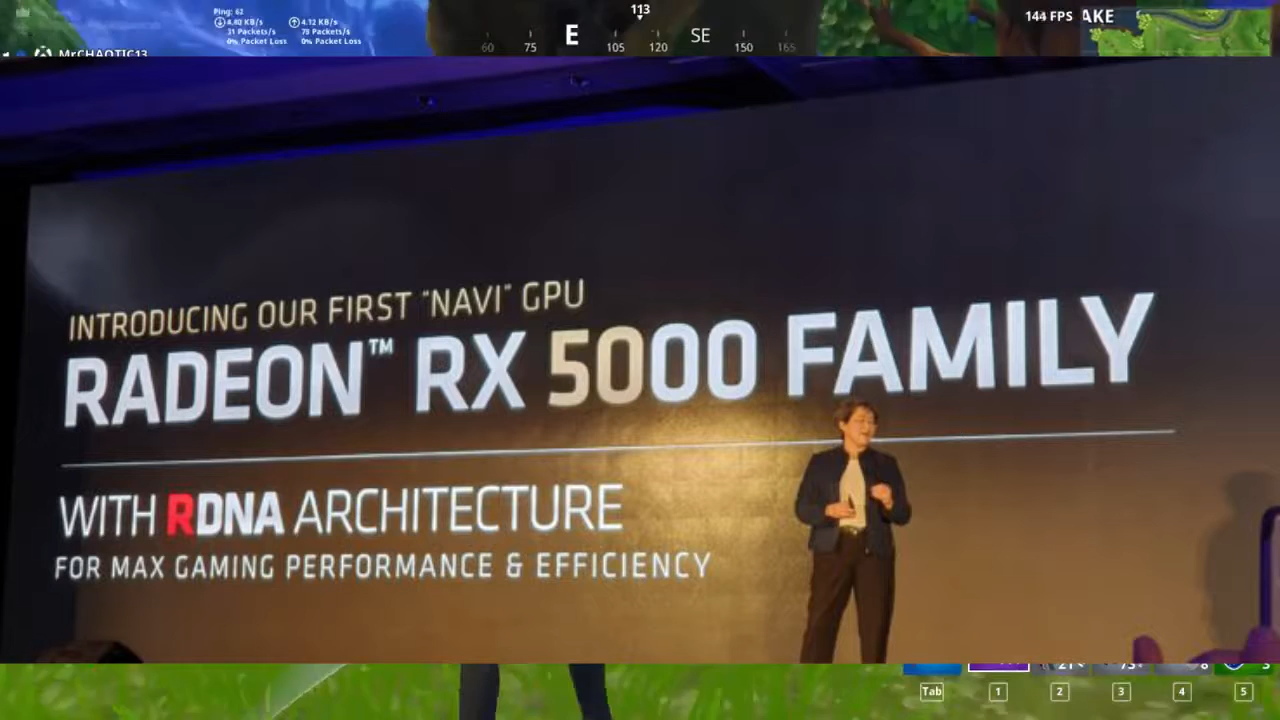 Ping: 62
4.40 KB/s 4.12 KB/s
31 Packets/s 78 Packets/s
0% Packet Loss 0% Packet Loss
MrCHAOTIC13
113
60 75 E 105 120 SE 150 165
144 FPS
AKE
INTRODUCING OUR FIRST "NAVI" GPU
RADEON™ RX 5000 FAMILY
WITH RDNA ARCHITECTURE
FOR MAX GAMING PERFORMANCE & EFFICIENCY
Tab 1 2 3 4 5